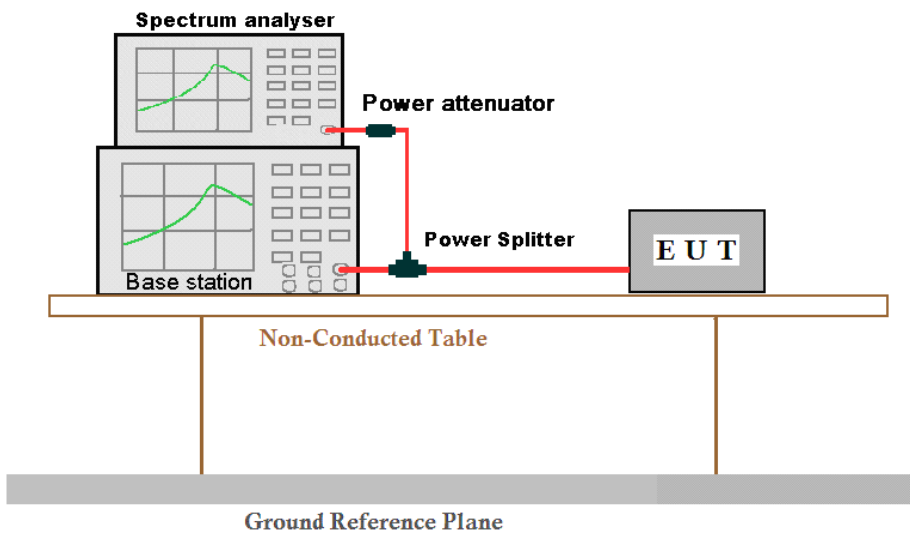 Spectrum analyser
Power attenuator
Power Splitter
E U T
Base station
Non-Conducted Table
Ground Reference Plane